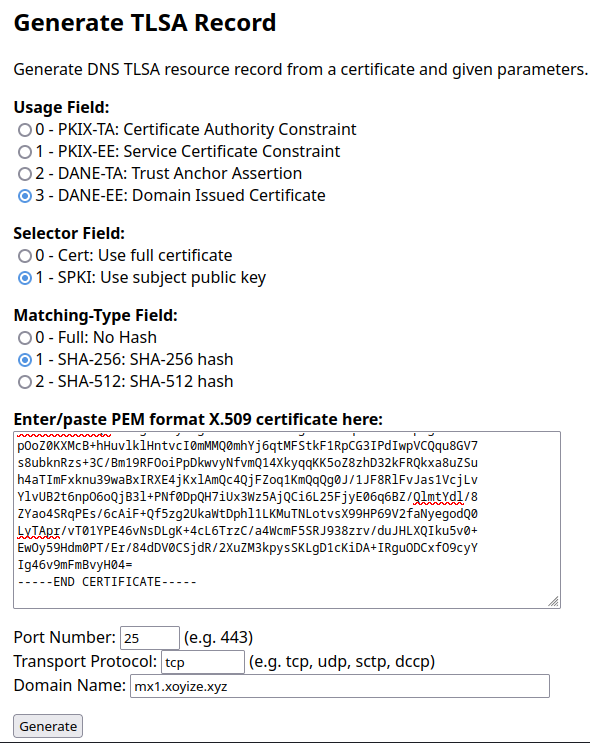 Generate TLSA Record
Generate DNS TLSA resource record from a certificate and given parameters.
Usage Field:
0 - PKIX-TA: Certificate Authority Constraint
1 - PKIX-EE: Service Certificate Constraint
2 - DANE-TA: Trust Anchor Assertion
3 - DANE-EE: Domain Issued Certificate
Selector Field:
0 - Cert: Use full certificate
1 - SPKI: Use subject public key
Matching-Type Field:
0 - Full: No Hash
1 - SHA-256: SHA-256 hash
2 - SHA-512: SHA-512 hash
Enter/paste PEM format X.509 certificate here:
pOoZ0KXMcB+hHuvlklHntvcI0mMMQ0mhYj6qtMFStkF1RpCG3IPdIwpVCQqu8GV7
s8ubknRzs+3C/Bm19RFOoiPpDkwvyNfvmQ14XkyqqKK5oZ8zhD32kFRQkxa8uZSu
h4aTImFxknu39waBxIRXE4jKxlAmQc4QjFZoq1KmQqQg0J/1JF8RlFvJas1VcjLv
YlvUB2t6npO6oQjB3l+PNf0DpQH7iUx3Wz5AjQCi6L25FjyE06q6BZ/QlmtYdl/8
ZYao4SRqPEs/6cAiF+Qf5zg2UkaWtDphl1LKMuTNLotvsX99HP69V2faNyegodQ0
LyTApr/vT01YPE46vNsDLgK+4cL6TrzC/a4WcmF5SRJ938zrv/duJHLXQIku5v0+
EwOy59Hdm0PT/Er/84dDV0CSjdR/2XuZM3kpysSKLgD1cKiDA+IRguODCxfO9cyY
Ig46v9mFmBvyH04=
-----END CERTIFICATE-----
Port Number: 25 (e.g. 443)
Transport Protocol: tcp (e.g. tcp, udp, sctp, dccp)
Domain Name: mx1.xoyize.xyz
Generate